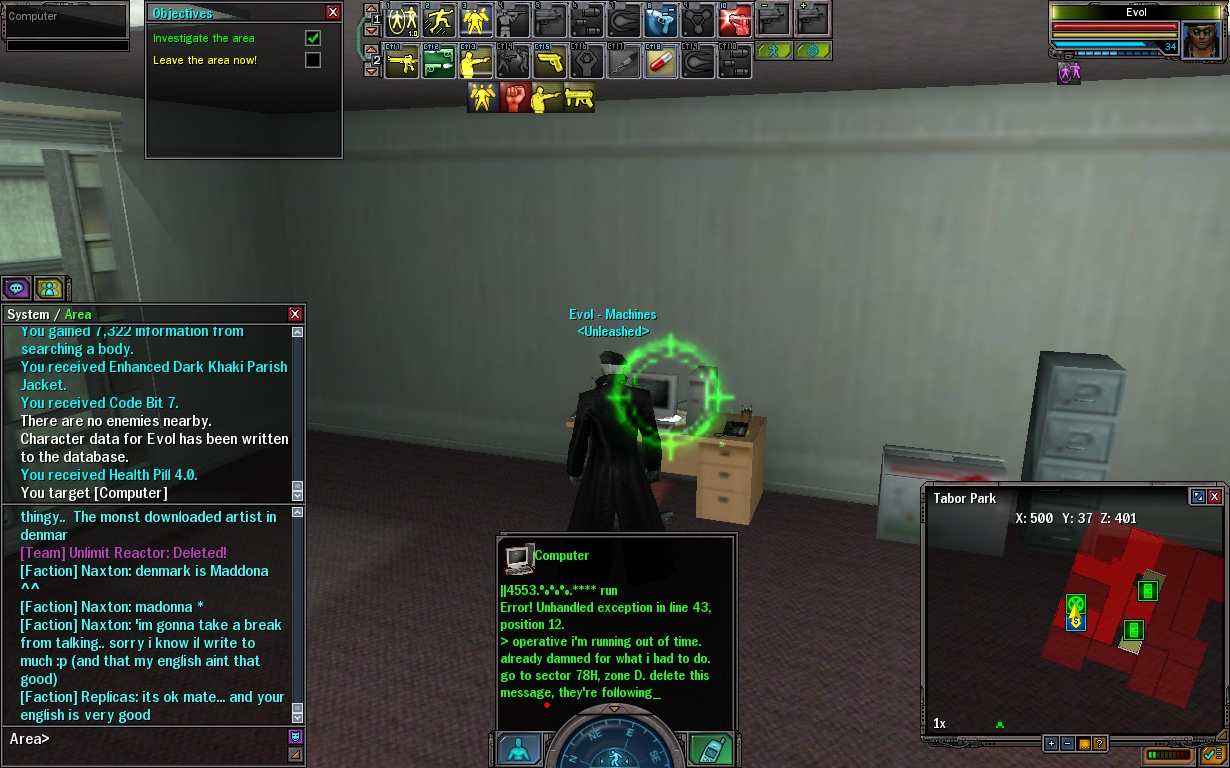 Computer
Objectives
Investigate the area
Leave the area now!
1
2
Evol
34
Evol - Machines
<Unleashed>
System / Area
You gained 7,322 information from
searching a body.
You received Enhanced Dark Khaki Parish
Jacket.
You received Code Bit 7.
There are no enemies nearby.
Character data for Evol has been written
to the database.
You received Health Pill 4.0.
You target [Computer]
thingy.. The monst downloaded artist in
denmar
[Team] Unlimit Reactor: Deleted!
[Faction] Naxton: denmark is Maddona
^^
[Faction] Naxton: madonna *
[Faction] Naxton: 'im gonna take a break
from talking.. sorry i know iI write to
much :p (and that my english aint that
good)
[Faction] Replicas: its ok mate... and your
english is very good
Area>
Computer
||4553.%%%.**** run
Error! Unhandled exception in line 43,
position 12.
> operative i'm running out of time.
already damned for what i had to do.
go to sector 78H, zone D. delete this
message, they're following_
NE
E
SE
N
Tabor Park
X: 500 Y: 37 Z: 401
1x